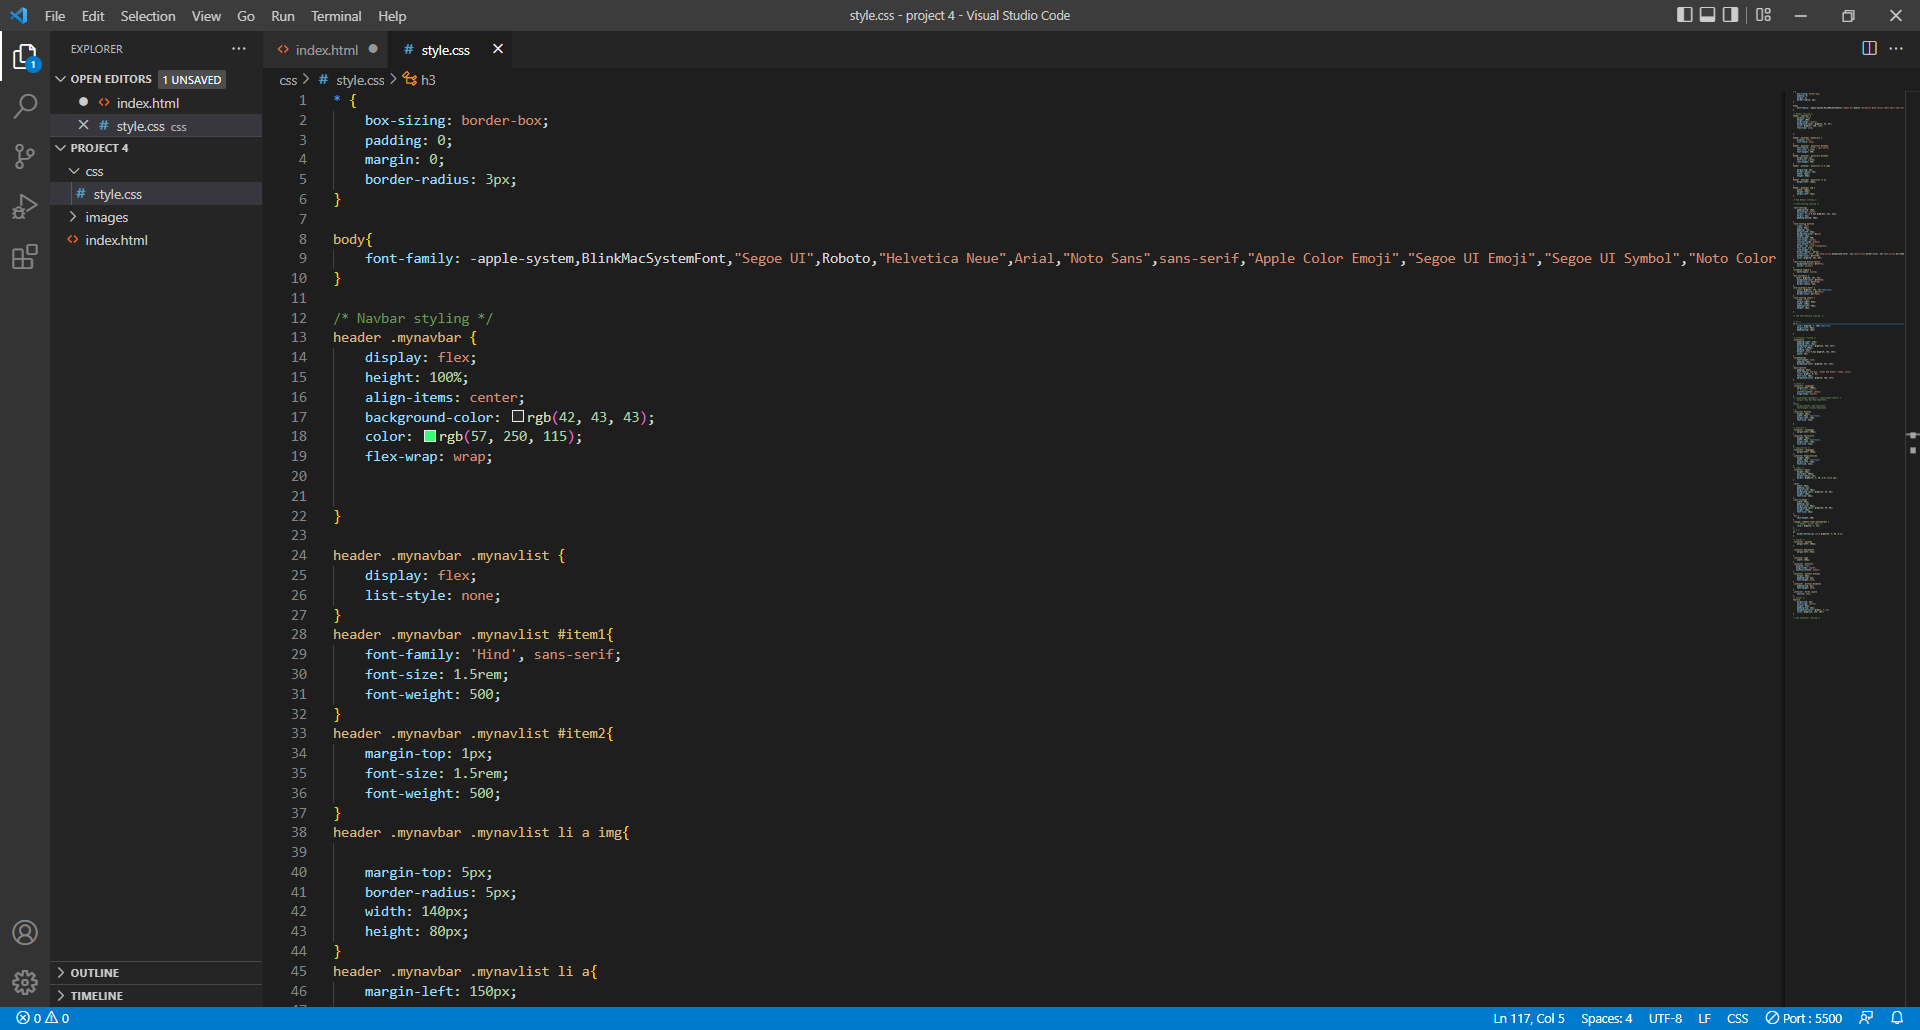 File Edit Selection View Go Run Terminal Help
style.css - project 4 - Visual Studio Code
EXPLORER
OPEN EDITORS 1 UNSAVED
index.html
style.css css
PROJECT 4
css
style.css
images
index.html
OUTLINE
TIMELINE
1
index.html
style.css
css > # style.css > h3
1 * {
2 box-sizing: border-box;
3 padding: 0;
4 margin: 0;
5 border-radius: 3px;
6 }
7
8 body{
9 font-family: -apple-system,BlinkMacSystemFont,"Segoe UI",Roboto,"Helvetica Neue",Arial,"Noto Sans",sans-serif,"Apple Color Emoji","Segoe UI Emoji","Segoe UI Symbol","Noto Color
10 }
11
12 /* Navbar styling */
13 header .mynavbar {
14 display: flex;
15 height: 100%;
16 align-items: center;
17 background-color: rgb(42, 43, 43);
18 color: rgb(57, 250, 115);
19 flex-wrap: wrap;
20
21
22 }
23
24 header .mynavbar .mynavlist {
25 display: flex;
26 list-style: none;
27 }
28 header .mynavbar .mynavlist #item1{
29 font-family: 'Hind', sans-serif;
30 font-size: 1.5rem;
31 font-weight: 500;
32 }
33 header .mynavbar .mynavlist #item2{
34 margin-top: 1px;
35 font-size: 1.5rem;
36 font-weight: 500;
37 }
38 header .mynavbar .mynavlist li a img{
39
40 margin-top: 5px;
41 border-radius: 5px;
42 width: 140px;
43 height: 80px;
44 }
45 header .mynavbar .mynavlist li a{
46 margin-left: 150px;
0 0
Ln 117, Col 5 Spaces: 4 UTF-8 LF CSS Port : 5500